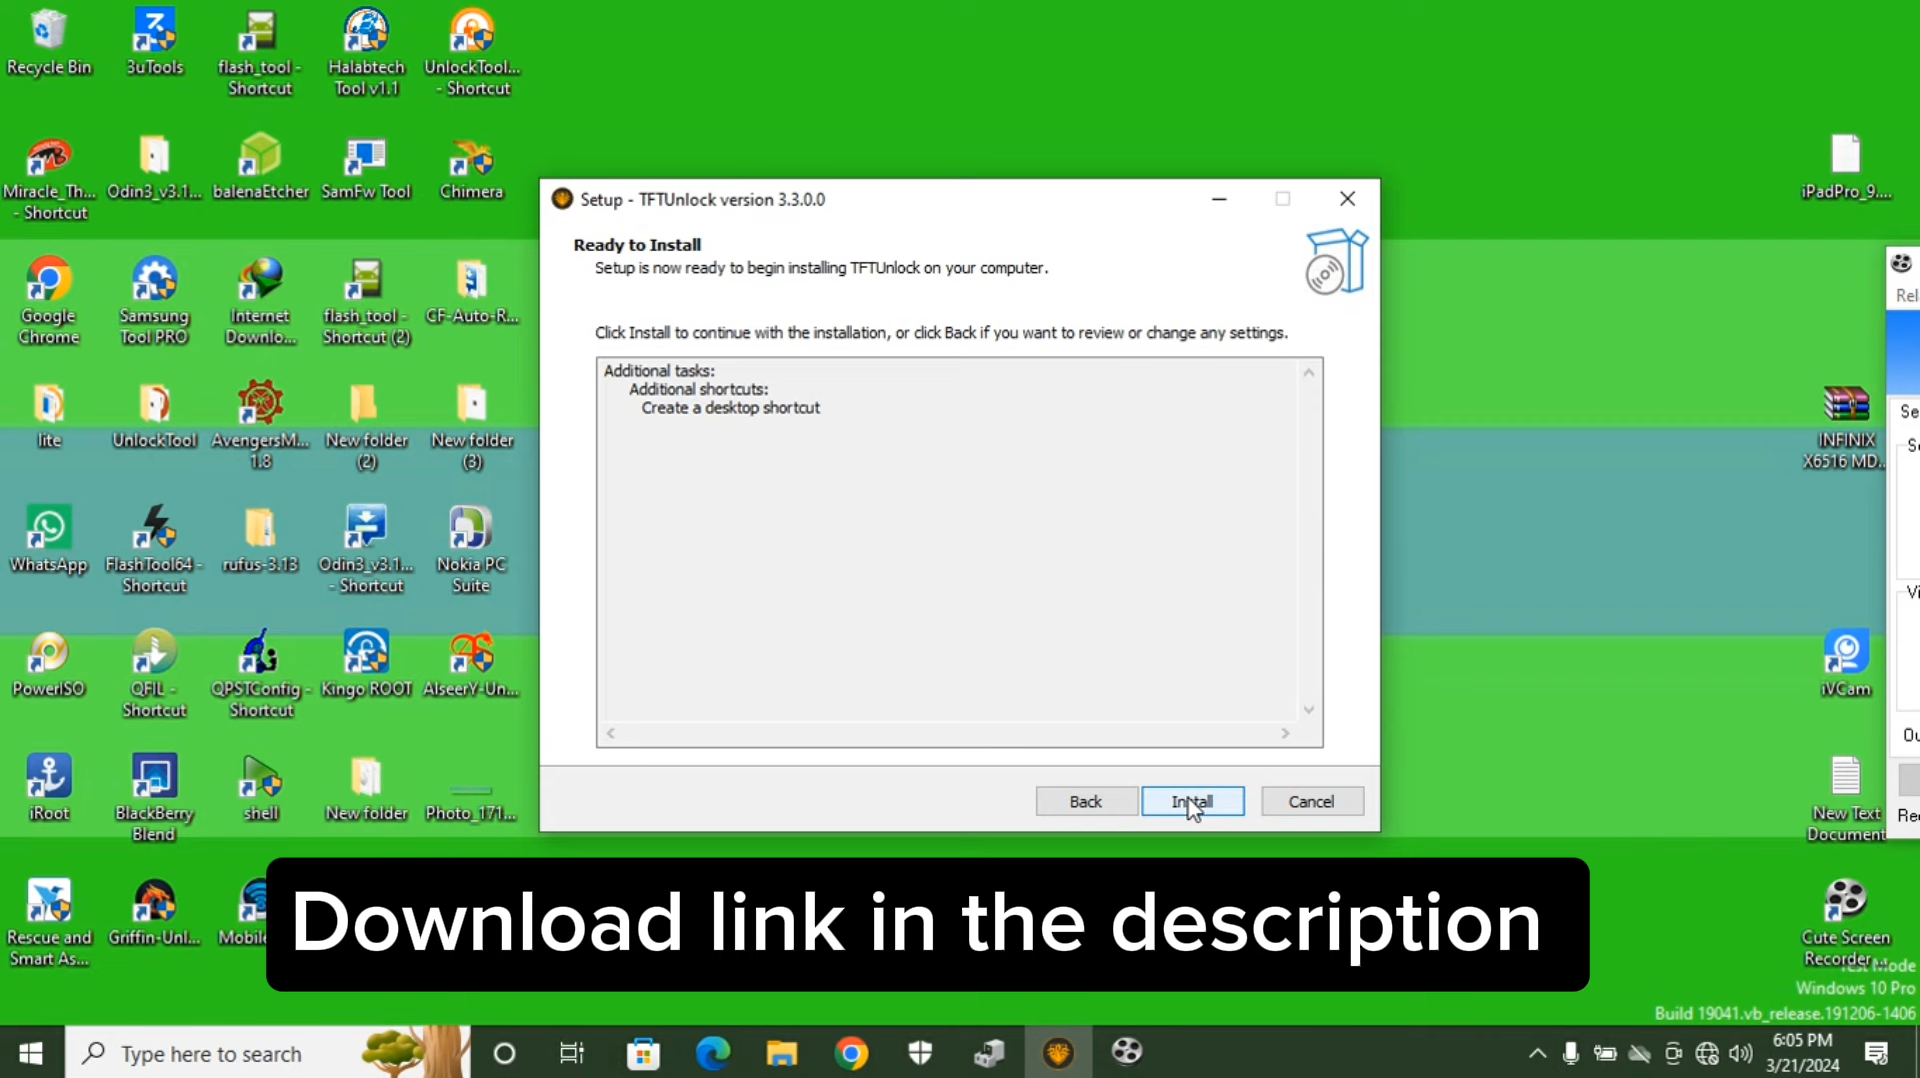 Recycle Bin
3uTools
flash_tool -
Shortcut
Halabtech
Tool v1.1
UnlockTool...
- Shortcut
Miracle_Th...
- Shortcut
Odin3_v3.1...
balenaEtcher
SamFw Tool
Chimera
iPadPro_9....
Setup - TFTUnlock version 3.3.0.0
Ready to Install
Setup is now ready to begin installing TFTUnlock on your computer.
Click Install to continue with the installation, or click Back if you want to review or change any settings.
Additional tasks:
Additional shortcuts:
Create a desktop shortcut
Back
Install
Cancel
Google
Chrome
Samsung
Tool PRO
Internet
Downlo...
flash_tool -
Shortcut (2)
CF-Auto-R...
lite
UnlockTool
AvengersM...
1.8
New folder
(2)
New folder
(3)
INFINIX
X6516 MD...
WhatsApp
FlashTool64 -
Shortcut
rufus-3.13
Odin3_v3.1...
- Shortcut
Nokia PC
Suite
PowerISO
QFIL -
Shortcut
QPSTConfig -
Shortcut
Kingo ROOT
AlseerY-Un...
iVCam
iRoot
BlackBerry
Blend
shell
New folder
Photo_171...
New Text
Document
Rescue and
Smart As...
Griffin-Unl...
Mobile
Download link in the description
Cute Screen
Recorder ...
Test Mode
Windows 10 Pro
Build 19041.vb_release.191206-1406
Type here to search
6:05 PM
3/21/2024